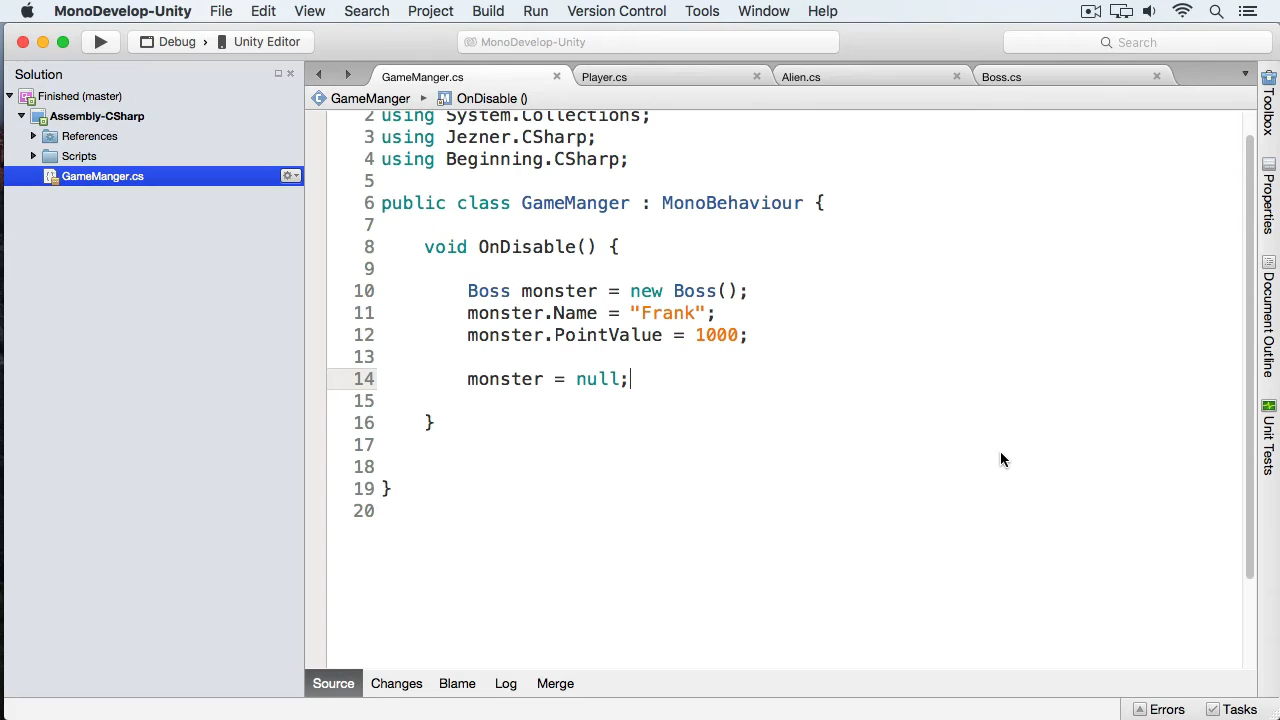 MonoDevelop-Unity File Edit View Search Project Build Run Version Control Tools Window Help
Debug › Unity Editor MonoDevelop-Unity Search
Solution
Finished (master)
Assembly-CSharp
References
Scripts
GameManger.cs
GameManger.cs Player.cs Alien.cs Boss.cs
GameManger ▸ OnDisable ()
2 using System.Collections;
3 using Jezner.CSharp;
4 using Beginning.CSharp;
5
6 public class GameManger : MonoBehaviour {
7
8 void OnDisable() {
9
10 Boss monster = new Boss();
11 monster.Name = "Frank";
12 monster.PointValue = 1000;
13
14 monster = null;
15
16 }
17
18
19 }
20
Toolbox
Properties
Document Outline
Unit Tests
Source Changes Blame Log Merge
Errors Tasks